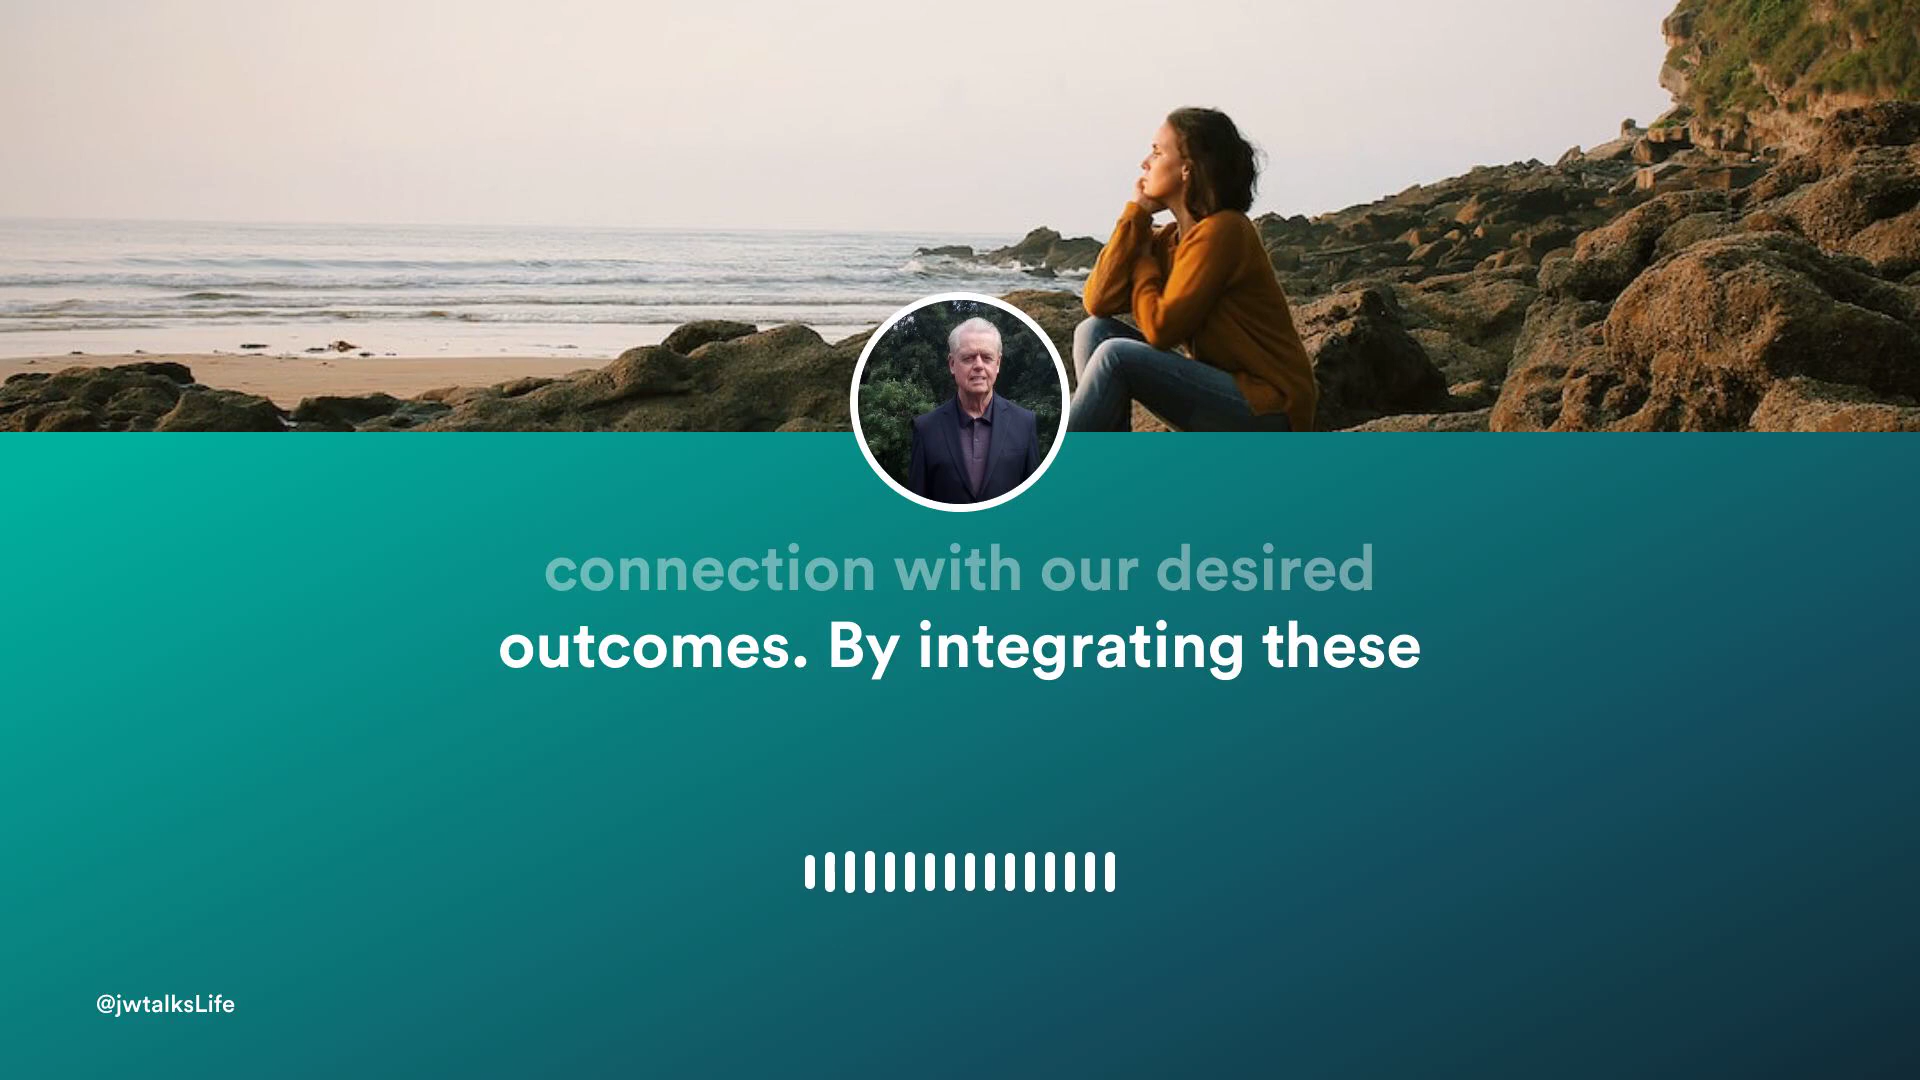 connection with our desired
outcomes. By integrating these
@jwtalksLife